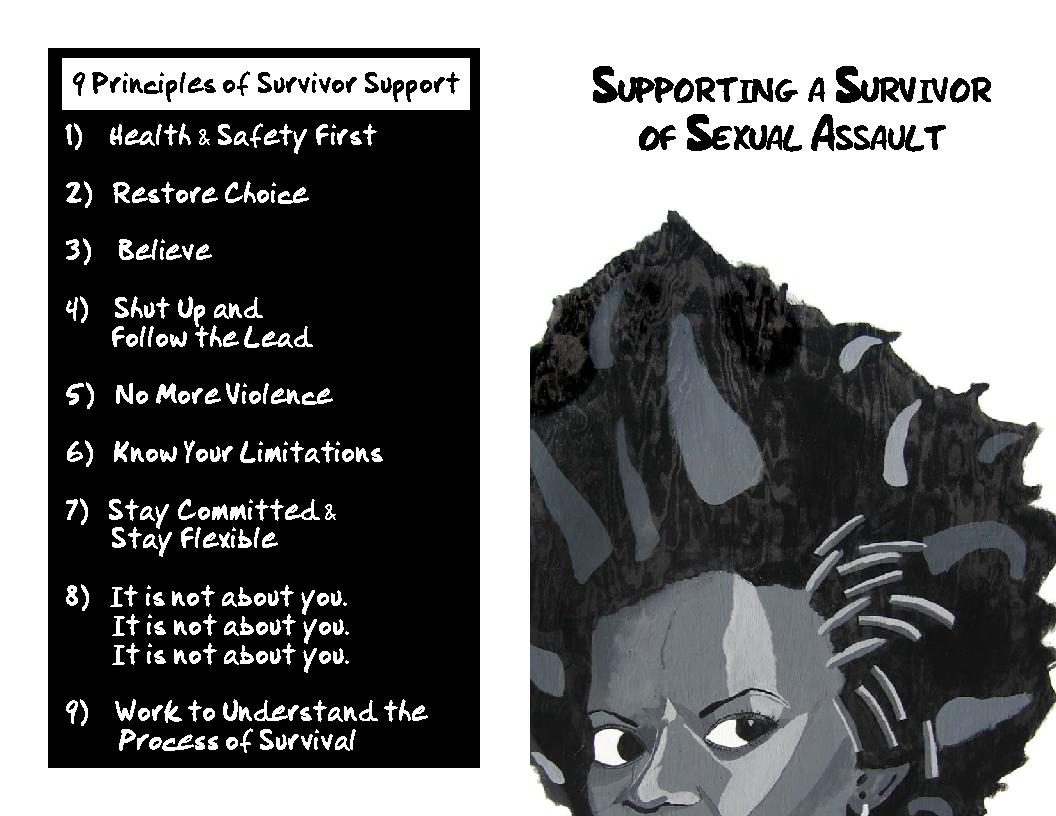 9 Principles of Survivor Support
1) Health & Safety First
2) Restore Choice
3) Believe
4) Shut Up and
Follow the Lead
5) No More Violence
6) Know Your Limitations
7) Stay Committed &
Stay Flexible
8) It is not about you.
It is not about you.
It is not about you.
9) Work to Understand the
Process of Survival
SUPPORTING A SURVIVOR
OF SEXUAL ASSAULT